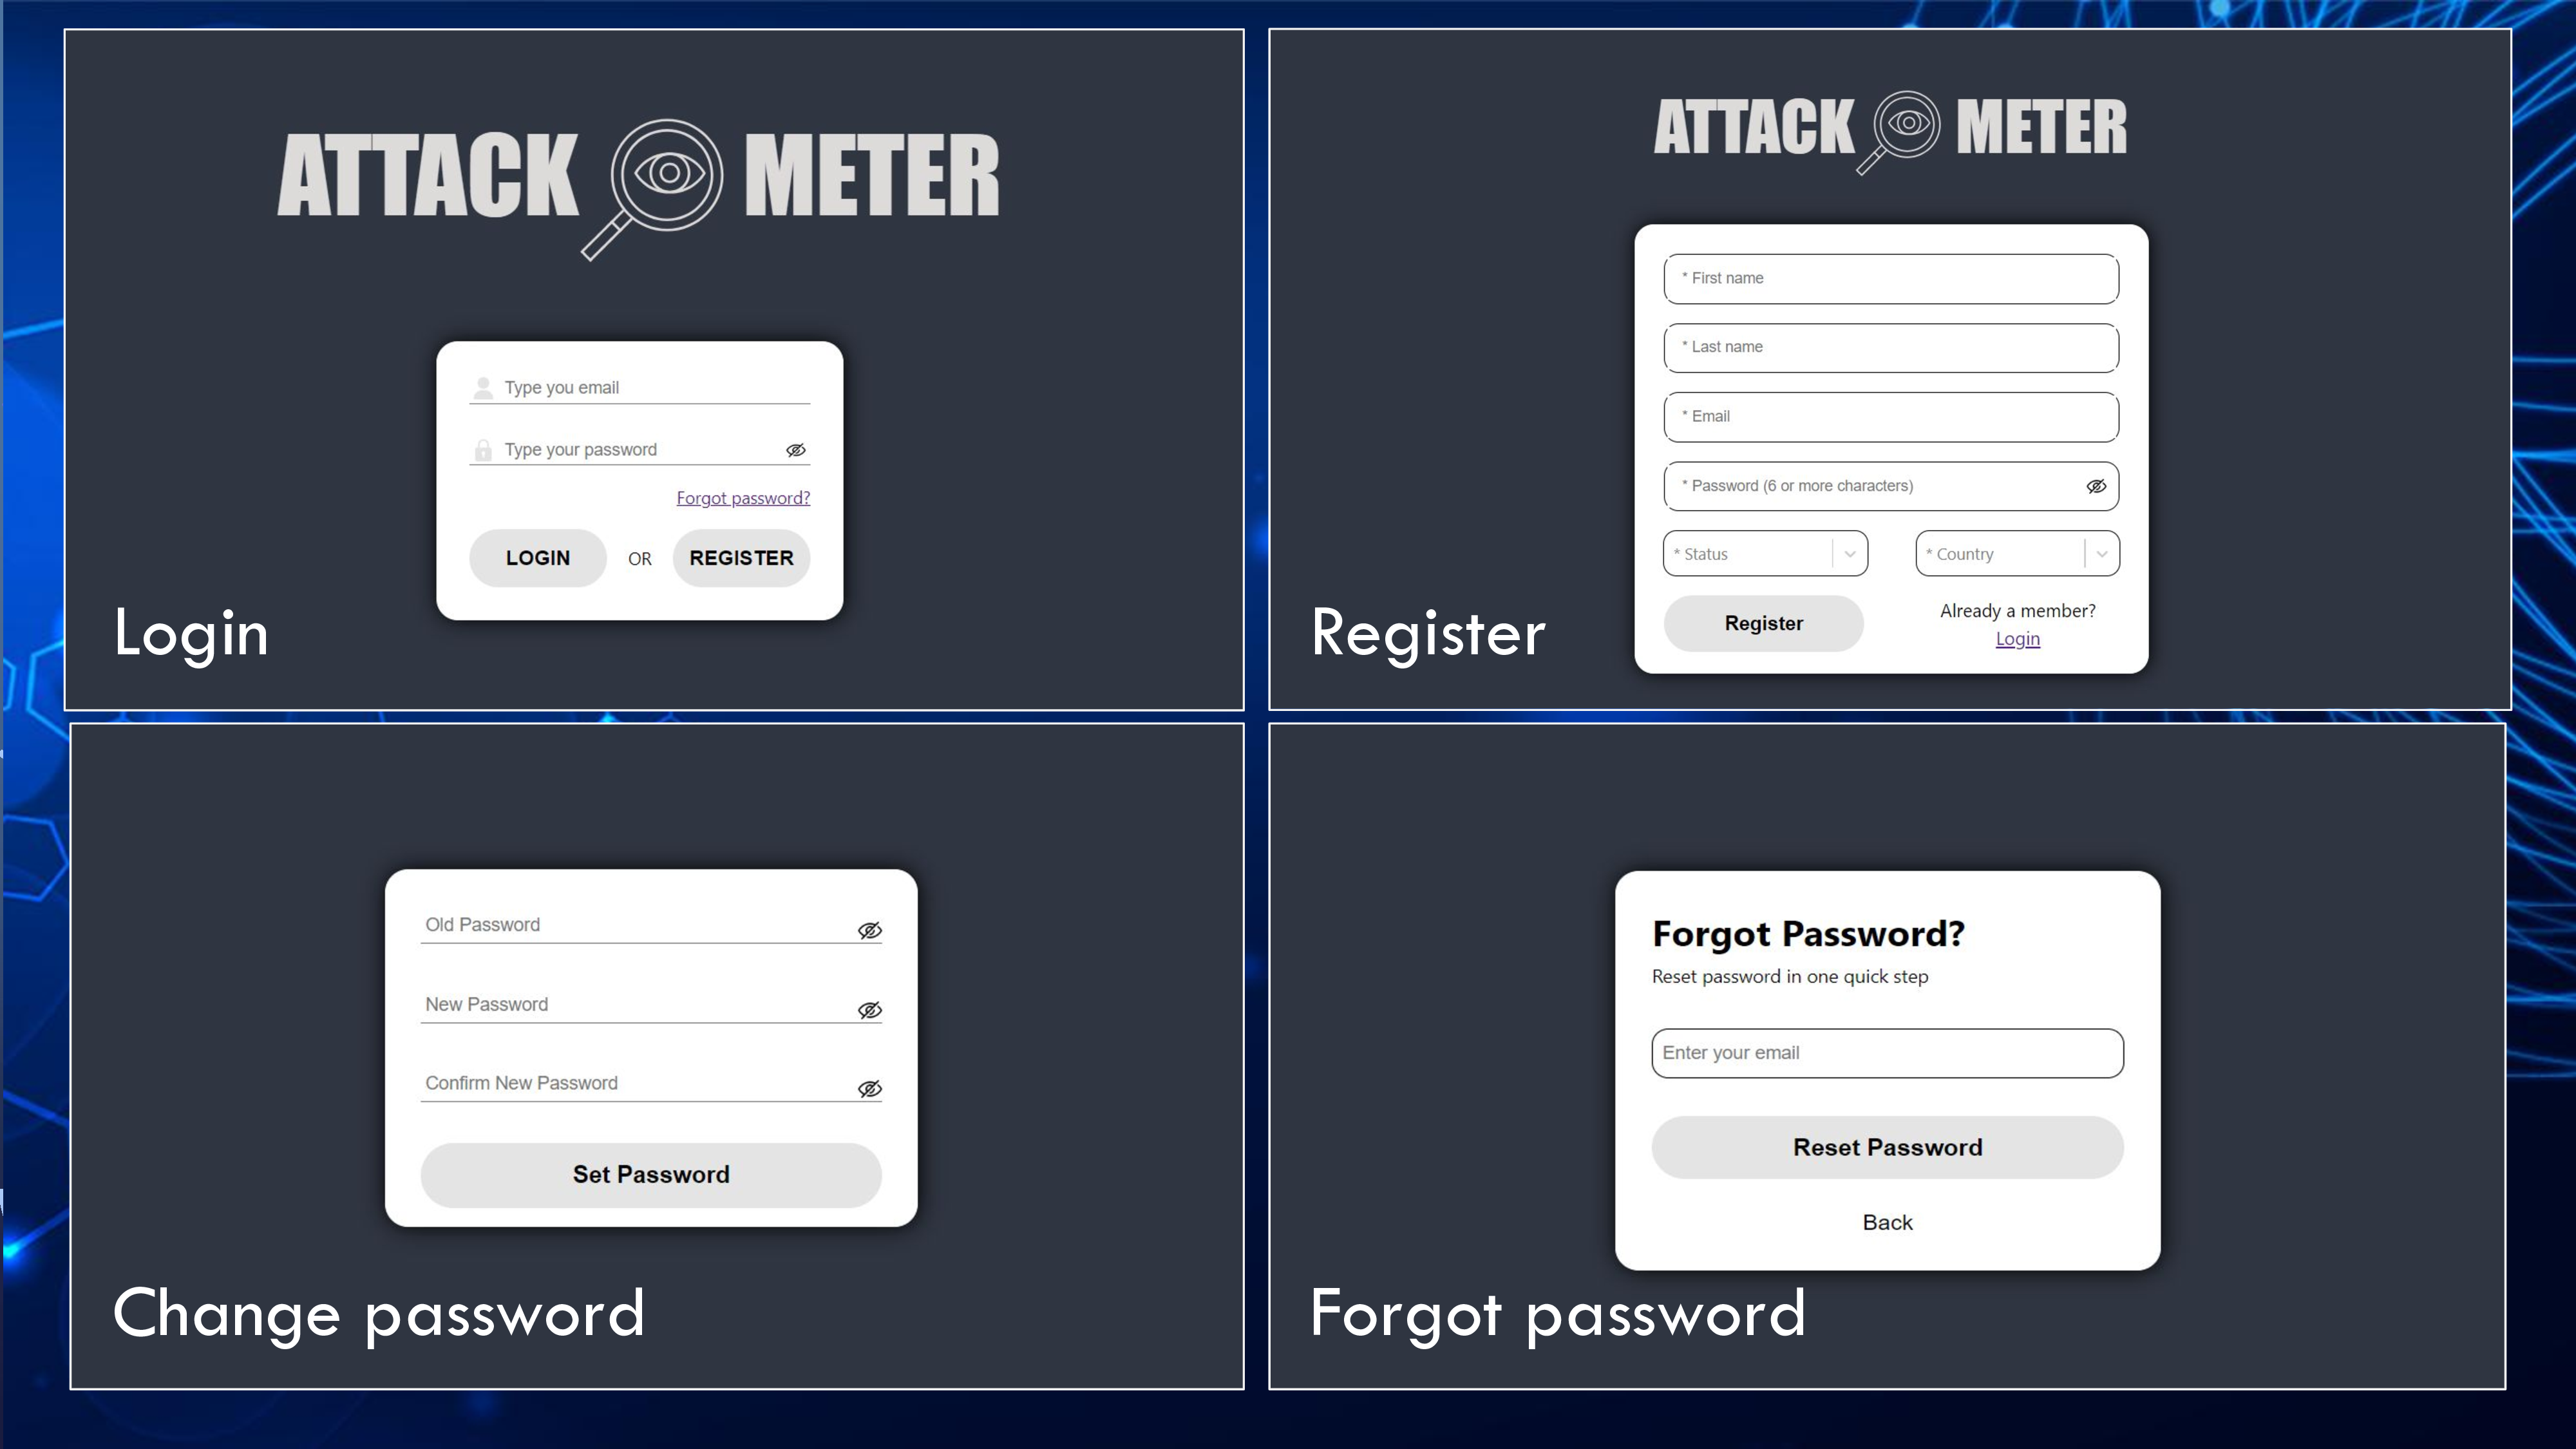 ATTACK METER
Type you email
Type your password
Forgot password?
LOGIN OR REGISTER
Login
ATTACK METER
* First name
* Last name
* Email
* Password (6 or more characters)
* Status * Country
Register Already a member?
Login
Register
Old Password
New Password
Confirm New Password
Set Password
Change password
Forgot Password?
Reset password in one quick step
Enter your email
Reset Password
Back
Forgot password